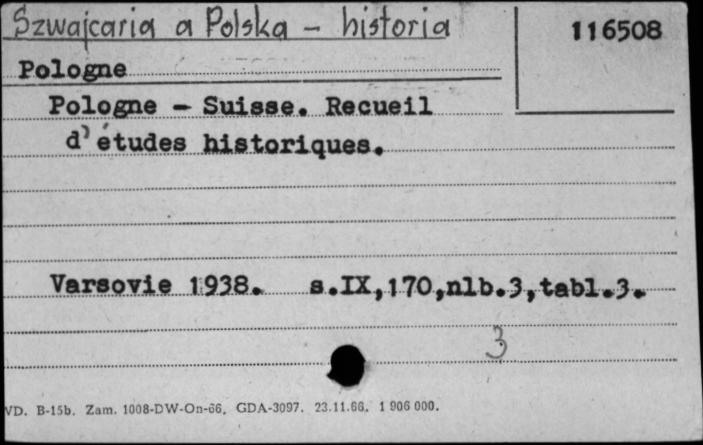 Szwajcaria a Polska - historia
116508
Pologne
Pologne - Suisse. Recueil
d'études historiques.
Varsovie 1938. s.IX,170,nlb.3,tabl.3.
3
VD. B-15b. Zam. 1008-DW-On-66. GDA-3097. 23.11.66. 1 906 000.